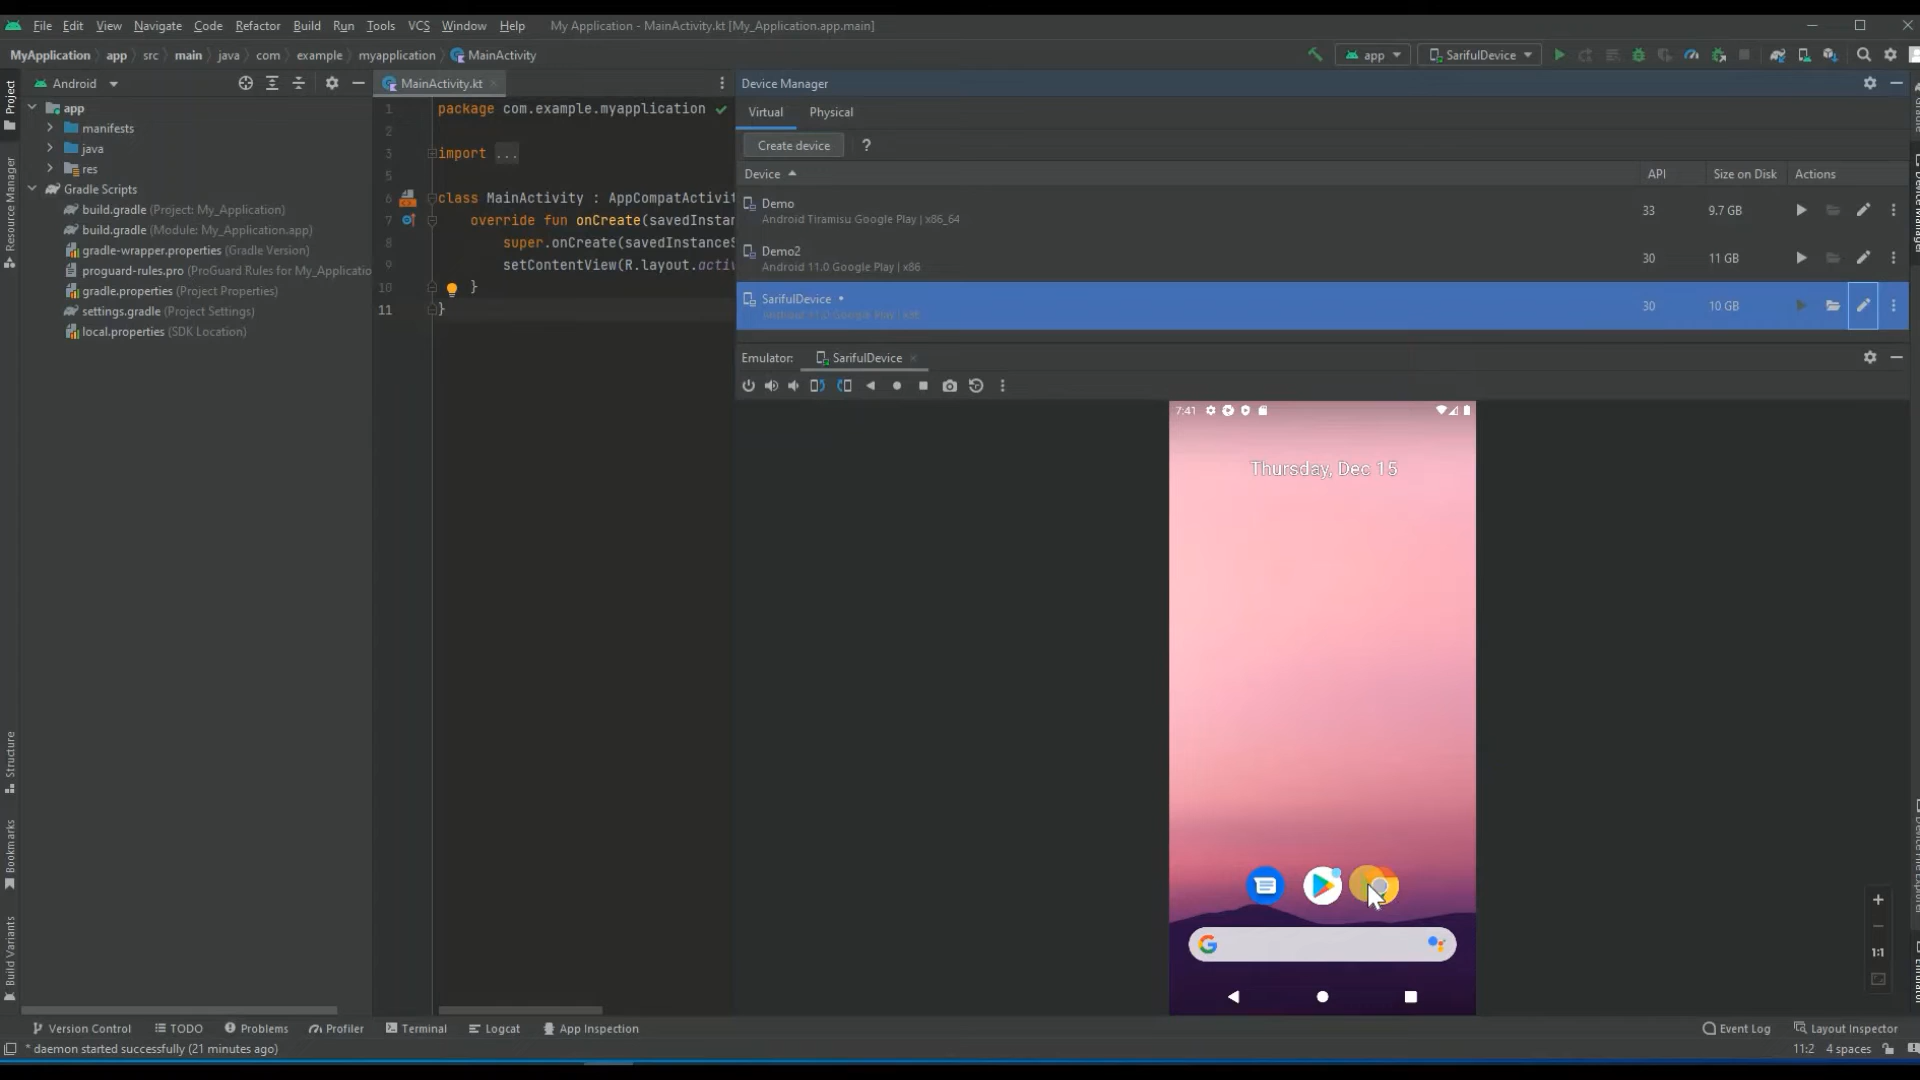 File Edit View Navigate Code Refactor Build Run Tools VCS Window Help My Application - MainActivity.kt [My_Application.app.main]
MyApplication app src main java com example myapplication MainActivity app SarifulDevice
Android MainActivity.kt
Device Manager
Project
Resource Manager
Structure
Bookmarks
Build Variants
app
manifests
java
res
Gradle Scripts
build.gradle (Project: My_Application)
build.gradle (Module: My_Application.app)
gradle-wrapper.properties (Gradle Version)
proguard-rules.pro (ProGuard Rules for My_Applicatio
gradle.properties (Project Properties)
settings.gradle (Project Settings)
local.properties (SDK Location)
1 package com.example.myapplication
2
3 import ...
5
6 class MainActivity : AppCompatActivit
7 override fun onCreate(savedInstan
8 super.onCreate(savedInstanceS
9 setContentView(R.layout.activ
10 }
11 }
Virtual Physical
Create device ?
Device API Size on Disk Actions
Demo
Android Tiramisu Google Play | x86_64
33 9.7 GB
Demo2
Android 11.0 Google Play | x86
30 11 GB
SarifulDevice
Android 11.0 Google Play | x86
30 10 GB
Emulator: SarifulDevice
7:41
Thursday, Dec 15
1:1
Version Control TODO Problems Profiler Terminal Logcat App Inspection Event Log Layout Inspector
* daemon started successfully (21 minutes ago) 11:2 4 spaces